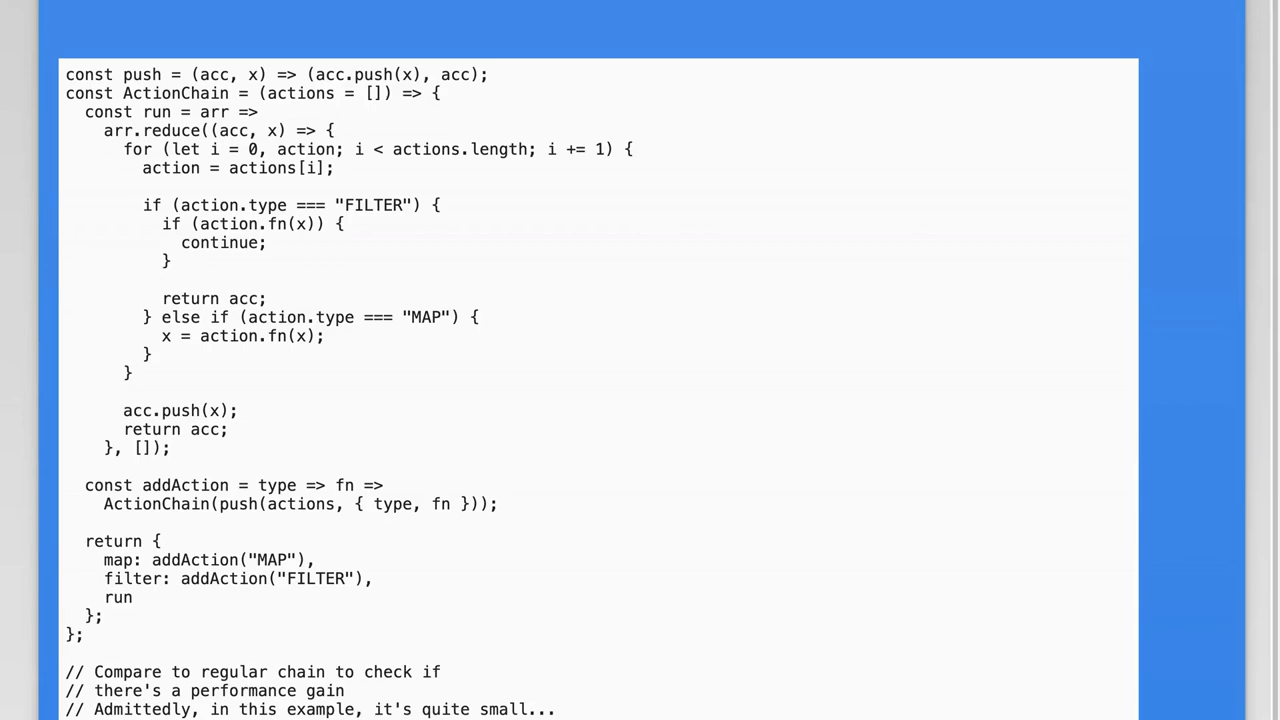 const push = (acc, x) => (acc.push(x), acc);
const ActionChain = (actions = []) => {
  const run = arr =>
    arr.reduce((acc, x) => {
      for (let i = 0, action; i < actions.length; i += 1) {
        action = actions[i];

        if (action.type === "FILTER") {
          if (action.fn(x)) {
            continue;
          }

          return acc;
        } else if (action.type === "MAP") {
          x = action.fn(x);
        }
      }

      acc.push(x);
      return acc;
    }, []);

  const addAction = type => fn =>
    ActionChain(push(actions, { type, fn }));

  return {
    map: addAction("MAP"),
    filter: addAction("FILTER"),
    run
  };
};

// Compare to regular chain to check if
// there's a performance gain
// Admittedly, in this example, it's quite small...